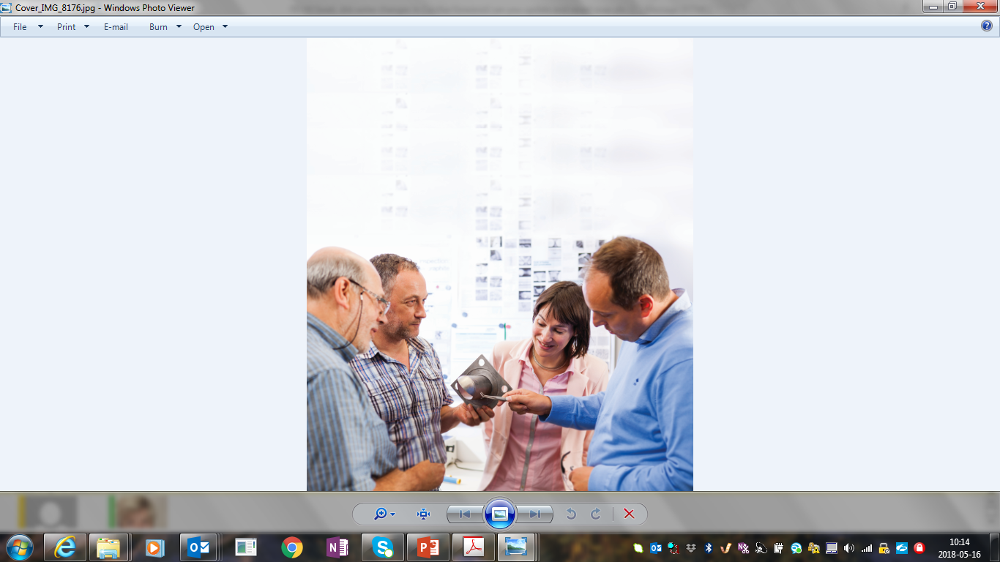 Cover_IMG_8176.jpg - Windows Photo Viewer
File Print E-mail Burn Open
10:14
2018-05-16